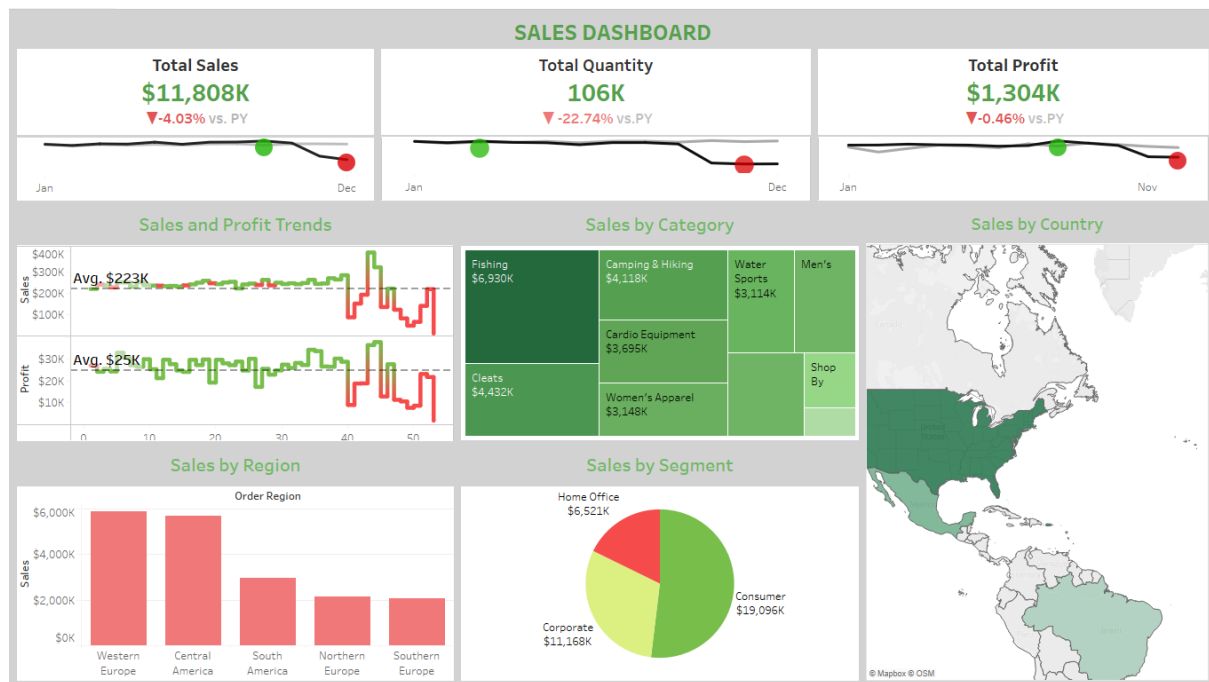 SALES DASHBOARD
Total Sales
$11,808K
▼-4.03% vs. PY
Jan
Dec
Total Quantity
106K
▼-22.74% vs.PY
Jan
Dec
Total Profit
$1,304K
▼-0.46% vs.PY
Jan
Nov
Sales and Profit Trends
Sales
$400K
$300K
$200K
$100K
Avg. $223K
Profit
$30K
$20K
$10K
Avg. $25K
0
10
20
30
40
50
Sales by Category
Fishing
$6,930K
Cleats
$4,432K
Camping & Hiking
$4,118K
Cardio Equipment
$3,695K
Women's Apparel
$3,148K
Water
Sports
$3,114K
Men's
Shop
By
Sales by Country
United
States
Brazil
© Mapbox © OSM
Sales by Region
Order Region
Sales
$6,000K
$4,000K
$2,000K
$0K
Western
Europe
Central
America
South
America
Northern
Europe
Southern
Europe
Sales by Segment
Home Office
$6,521K
Consumer
$19,096K
Corporate
$11,168K